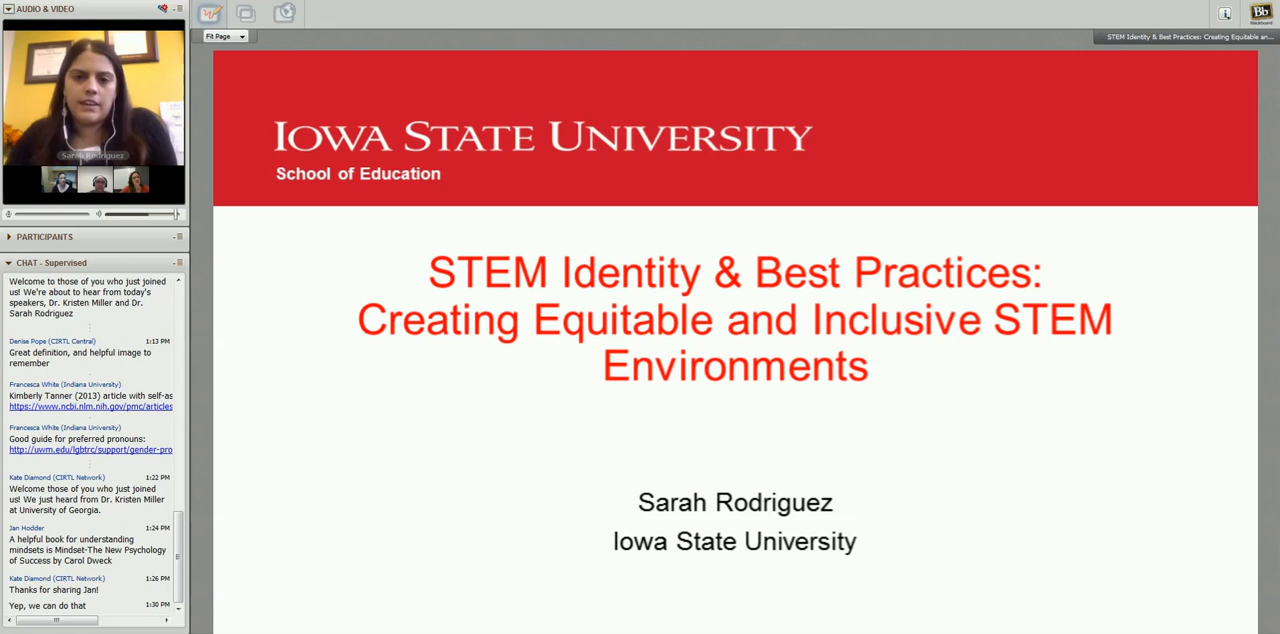 AUDIO & VIDEO
Sarah Rodriguez
PARTICIPANTS
CHAT - Supervised
Welcome to those of you who just joined
us! We're about to hear from today's
speakers, Dr. Kristen Miller and Dr.
Sarah Rodriguez
Denise Pope (CIRTL Central) 1:13 PM
Great definition, and helpful image to
remember
Francesca White (Indiana University)
Kimberly Tanner (2013) article with self-as
https://www.ncbi.nlm.nih.gov/pmc/articles
Francesca White (Indiana University)
Good guide for preferred pronouns:
http://uwm.edu/lgbtrc/support/gender-pro
Kate Diamond (CIRTL Network) 1:22 PM
Welcome those of you who just joined
us! We just heard from Dr. Kristen Miller
at University of Georgia.
Jan Hodder 1:24 PM
A helpful book for understanding
mindsets is Mindset-The New Psychology
of Success by Carol Dweck
Kate Diamond (CIRTL Network) 1:26 PM
Thanks for sharing Jan!
Yep, we can do that 1:30 PM
Fit Page
Bb
Blackboard
STEM Identity & Best Practices: Creating Equitable an...
IOWA STATE UNIVERSITY
School of Education
STEM Identity & Best Practices:
Creating Equitable and Inclusive STEM
Environments
Sarah Rodriguez
Iowa State University